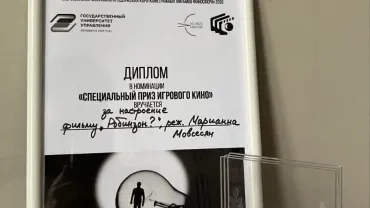 ГОСУДАРСТВЕННЫЙ
УНИВЕРСИТЕТ
УПРАВЛЕНИЯ
ДИПЛОМ
В НОМИНАЦИИ
«СПЕЦИАЛЬНЫЙ ПРИЗ ИГРОВОГО КИНО»
ВРУЧАЕТСЯ
за настроение
фильму „Робинзон?", реж. Марианна
Мовсесян